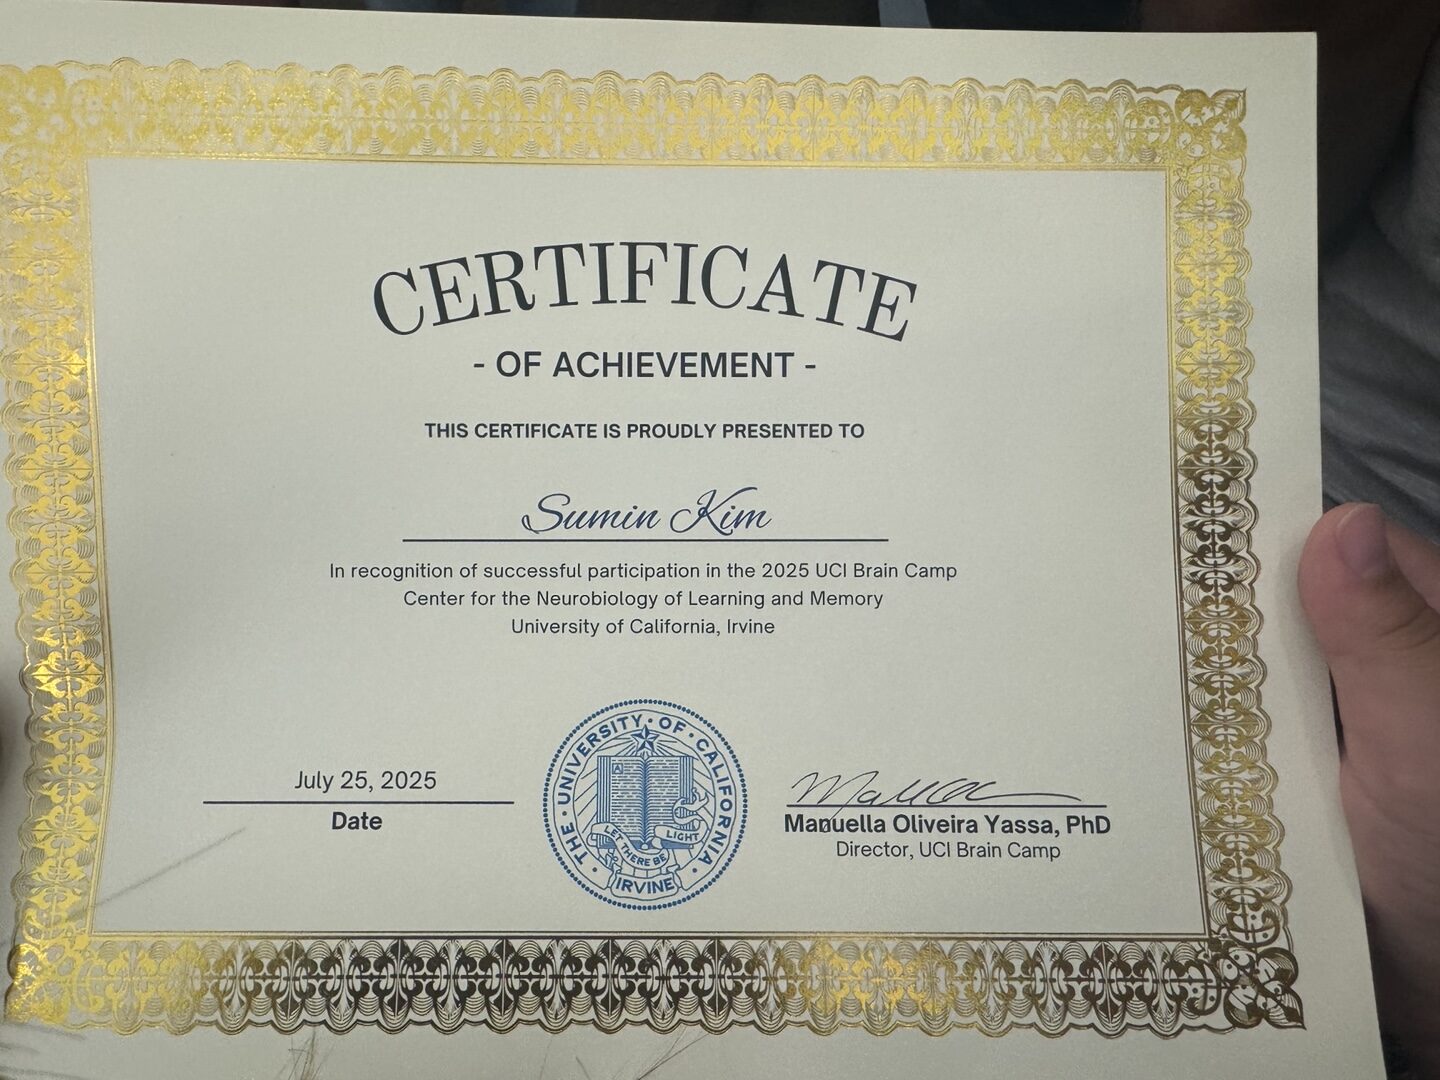 CERTIFICATE
- OF ACHIEVEMENT -
THIS CERTIFICATE IS PROUDLY PRESENTED TO
Sumin Kim
In recognition of successful participation in the 2025 UCI Brain Camp
Center for the Neurobiology of Learning and Memory
University of California, Irvine
July 25, 2025
Date
THE · UNIVERSITY · OF · CALIFORNIA
A
LET THERE BE LIGHT
IRVINE
Manuella Oliveira Yassa, PhD
Director, UCI Brain Camp